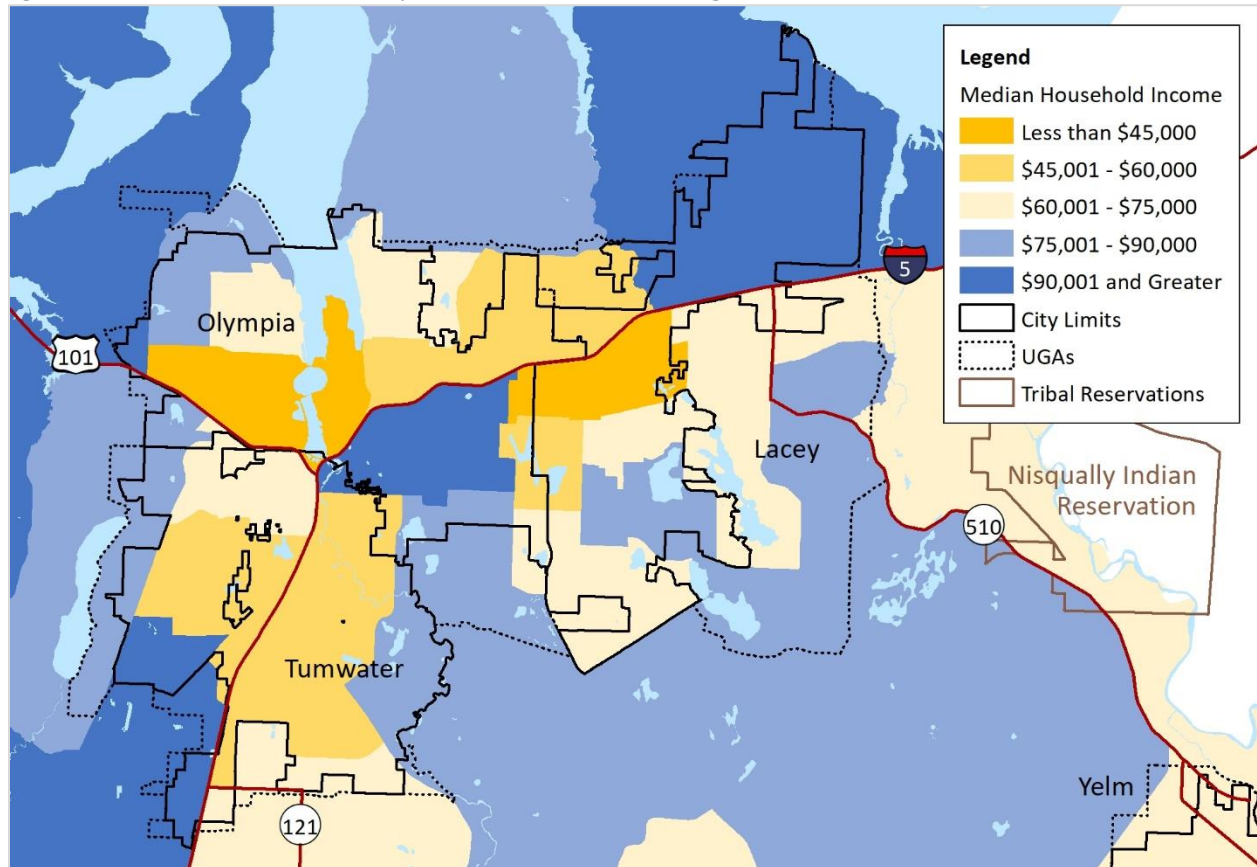 Legend
Median Household Income
Less than $45,000
$45,001 - $60,000
$60,001 - $75,000
$75,001 - $90,000
$90,001 and Greater
City Limits
UGAs
Tribal Reservations
5
Olympia
101
Lacey
Nisqually Indian
Reservation
510
Tumwater
Yelm
121